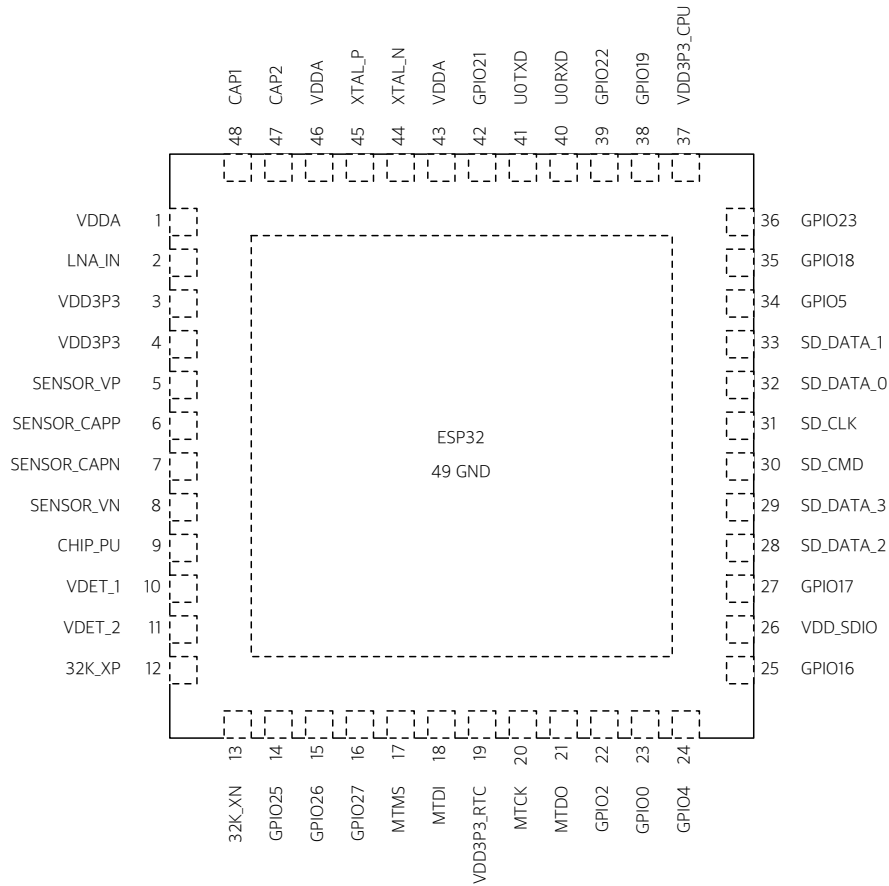 CAP1
CAP2
VDDA
XTAL_P
XTAL_N
VDDA
GPIO21
U0TXD
U0RXD
GPIO22
GPIO19
VDD3P3_CPU
48
47
46
45
44
43
42
41
40
39
38
37
VDDA 1
LNA_IN 2
VDD3P3 3
VDD3P3 4
SENSOR_VP 5
SENSOR_CAPP 6
SENSOR_CAPN 7
SENSOR_VN 8
CHIP_PU 9
VDET_1 10
VDET_2 11
32K_XP 12
ESP32
49 GND
36 GPIO23
35 GPIO18
34 GPIO5
33 SD_DATA_1
32 SD_DATA_0
31 SD_CLK
30 SD_CMD
29 SD_DATA_3
28 SD_DATA_2
27 GPIO17
26 VDD_SDIO
25 GPIO16
13
14
15
16
17
18
19
20
21
22
23
24
32K_XN
GPIO25
GPIO26
GPIO27
MTMS
MTDI
VDD3P3_RTC
MTCK
MTDO
GPIO2
GPIO0
GPIO4